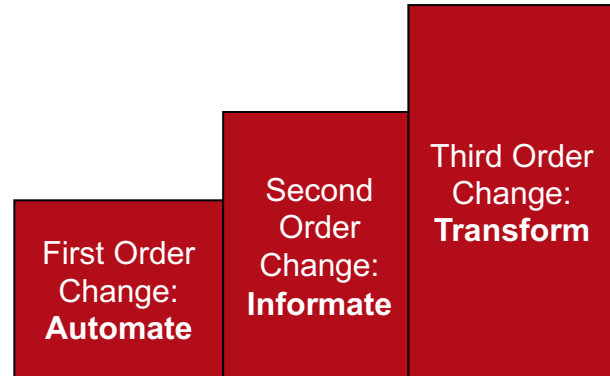 First Order
Change:
Automate
Second
Order
Change:
Informate
Third Order
Change:
Transform